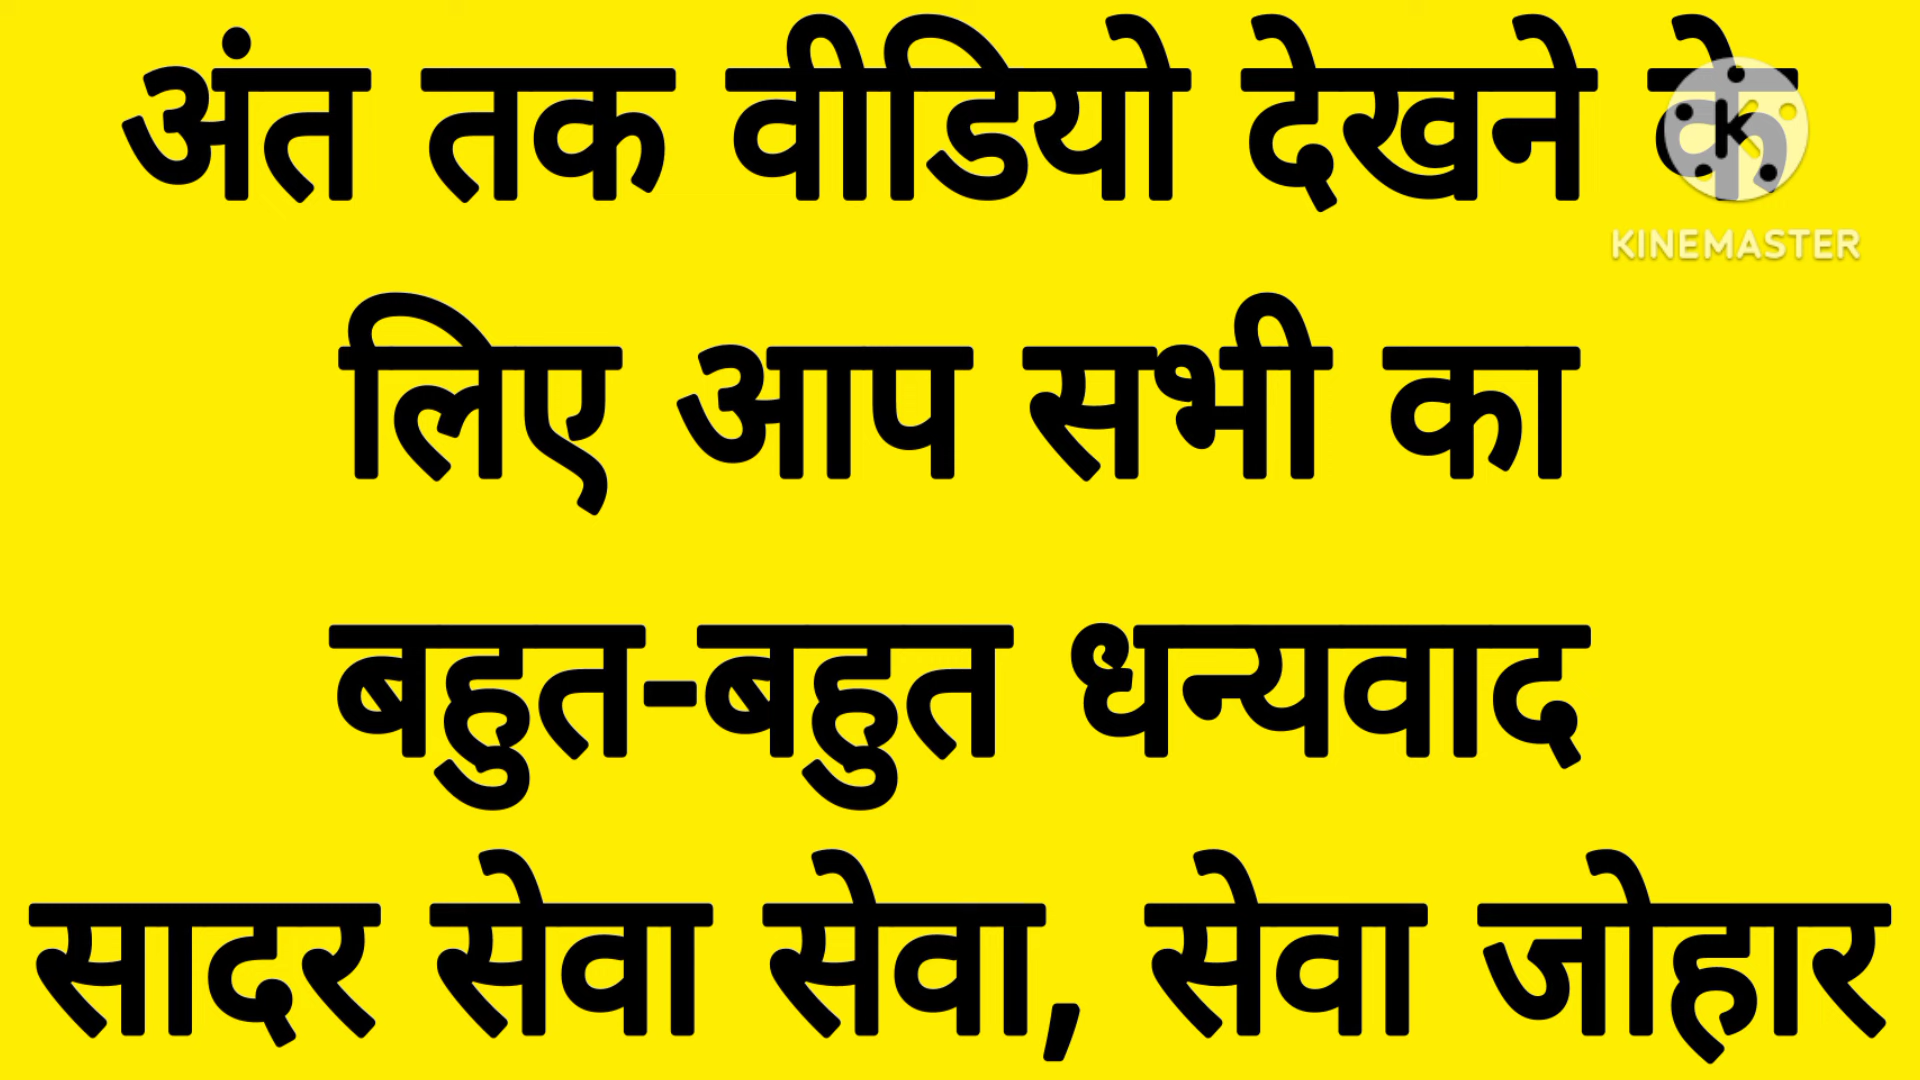 अंत तक वीडियो देखने के
KINEMASTER
लिए आप सभी का
बहुत-बहुत धन्यवाद
सादर सेवा सेवा, सेवा जोहार